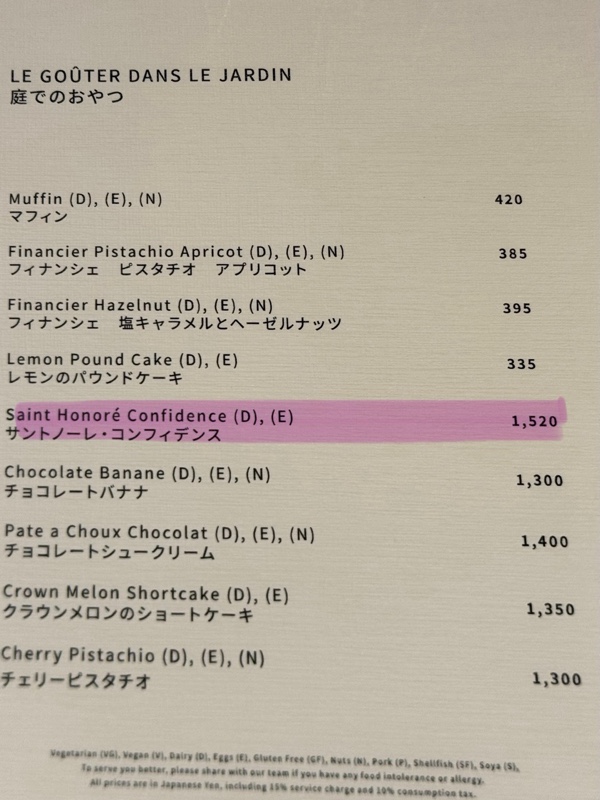 LE GOÛTER DANS LE JARDIN
庭でのおやつ
Muffin (D), (E), (N) 420
マフィン
Financier Pistachio Apricot (D), (E), (N) 385
フィナンシェ　ピスタチオ　アプリコット
Financier Hazelnut (D), (E), (N) 395
フィナンシェ　塩キャラメルとヘーゼルナッツ
Lemon Pound Cake (D), (E) 335
レモンのパウンドケーキ
Saint Honoré Confidence (D), (E) 1,520
サントノーレ・コンフィデンス
Chocolate Banane (D), (E), (N) 1,300
チョコレートバナナ
Pate a Choux Chocolat (D), (E), (N) 1,400
チョコレートシュークリーム
Crown Melon Shortcake (D), (E) 1,350
クラウンメロンのショートケーキ
Cherry Pistachio (D), (E), (N) 1,300
チェリーピスタチオ
Vegetarian (VG), Vegan (V), Dairy (D), Eggs (E), Gluten Free (GF), Nuts (N), Pork (P), Shellfish (SF), Soya (S),
To serve you better, please share with our team if you have any food intolerance or allergy.
All prices are in Japanese Yen, including 15% service charge and 10% consumption tax.